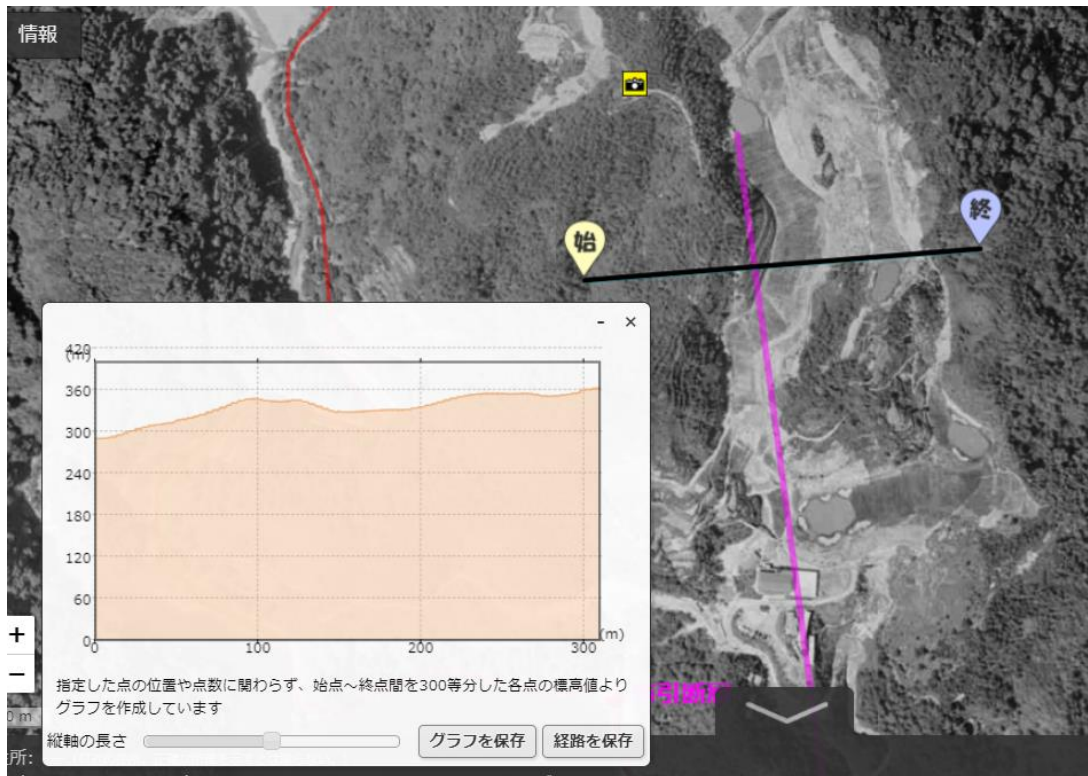 情報
始
終
- ×
420
(m)
360
300
240
180
120
60
0
0 100 200 300 (m)
指定した点の位置や点数に関わらず、始点～終点間を300等分した各点の標高値より
グラフを作成しています
縦軸の長さ グラフを保存 経路を保存
+
-
0 m
引断
所: